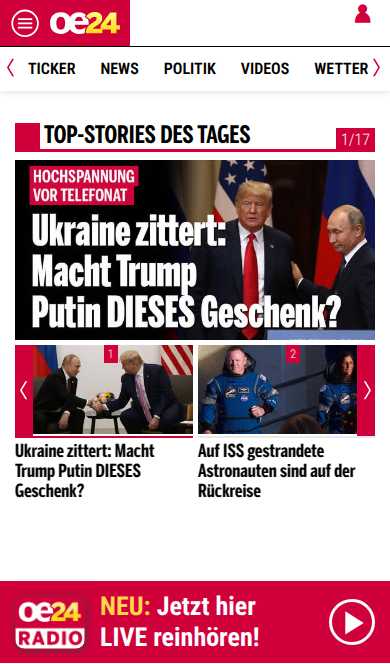 oe24
TICKER NEWS POLITIK VIDEOS WETTER
TOP-STORIES DES TAGES
1/17
HOCHSPANNUNG
VOR TELEFONAT
Ukraine zittert:
Macht Trump
Putin DIESES Geschenk?
1
2
Ukraine zittert: Macht
Trump Putin DIESES
Geschenk?
Auf ISS gestrandete
Astronauten sind auf der
Rückreise
oe24
RADIO
NEU: Jetzt hier
LIVE reinhören!